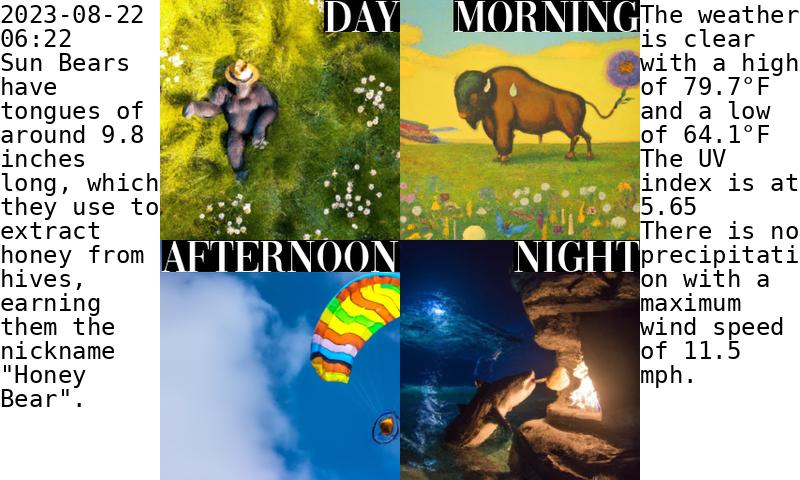 2023-08-22
06:22
Sun Bears
have
tongues of
around 9.8
inches
long, which
they use to
extract
honey from
hives,
earning
them the
nickname
"Honey
Bear".
DAY
MORNING
AFTERNOON
NIGHT
The weather
is clear
with a high
of 79.7°F
and a low
of 64.1°F
The UV
index is at
5.65
There is no
precipitati
on with a
maximum
wind speed
of 11.5
mph.